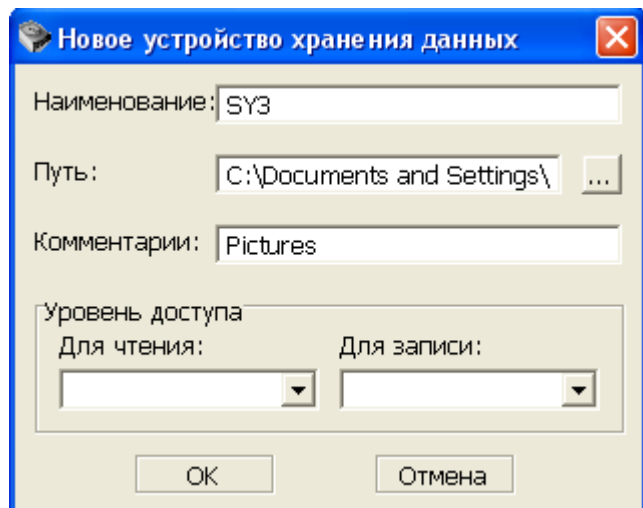 Новое устройство хранения данных
Наименование: SY3
Путь: C:\Documents and Settings\ ...
Комментарии: Pictures
Уровень доступа
Для чтения: Для записи:
OK Отмена